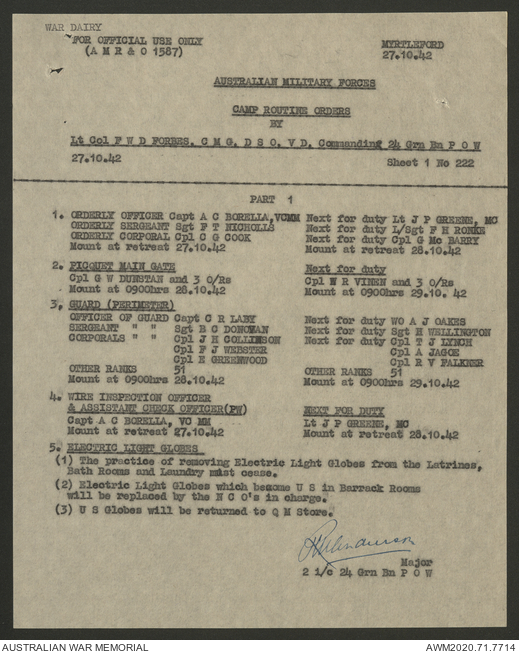 WAR DAIRY
FOR OFFICIAL USE ONLY
(A M R & O 1587)
MYRTLEFORD
27.10.42
AUSTRALIAN MILITARY FORCES
CAMP ROUTINE ORDERS
BY
Lt Col F W D FORBES. C M G. D S O. V D. Commanding 24 Grn Bn P O W
27.10.42 Sheet 1 No 222
PART 1
1. ORDERLY OFFICER Capt A C BORELLA,VCMM Next for duty Lt J P GREENE, MC
ORDERLY SERGEANT Sgt F T NICHOLLS Next for duty L/Sgt F H RONKE
ORDERLY CORPORAL Cpl C G COOK Next for duty Cpl G Mc BARRY
Mount at retreat 27.10.42 Mount at retreat 28.10.42
2. PICQUET MAIN GATE Next for duty
Cpl G W DUNSTAN and 3 O/Rs Cpl W R VINEN and 3 O/Rs
Mount at 0900hrs 28.10.42 Mount at 0900hrs 29.10. 42
3. GUARD (PERIMETER)
OFFICER OF GUARD Capt C R LABY Next for duty WO A J OAKES
SERGEANT " " Sgt B C DONOVAN Next for duty Sgt H WELLINGTON
CORPORALS " " Cpl J H COLLINSON Next for duty Cpl T J LYNCH
Cpl F J WEBSTER Cpl A JAGOE
Cpl E GREENWOOD Cpl R V FALKNER
OTHER RANKS 51 OTHER RANKS 51
Mount at 0900hrs 28.10.42 Mount at 0900hrs 29.10.42
4. WIRE INSPECTION OFFICER
& ASSISTANT CHECK OFFICER(PW) NEXT FOR DUTY
Capt A C BORELLA, VC MM Lt J P GREENE, MC
Mount at retreat 27.10.42 Mount at retreat 28.10.42
5. ELECTRIC LIGHT GLOBES
(1) The practice of removing Electric Light Globes from the Latrines,
Bath Rooms and Laundry must cease.
(2) Electric Light Globes which become U S in Barrack Rooms
will be replaced by the N C O's in charge.
(3) U S Globes will be returned to Q M Store.
Major
2 i/c 24 Grn Bn P O W
AUSTRALIAN WAR MEMORIAL AWM2020.71.7714